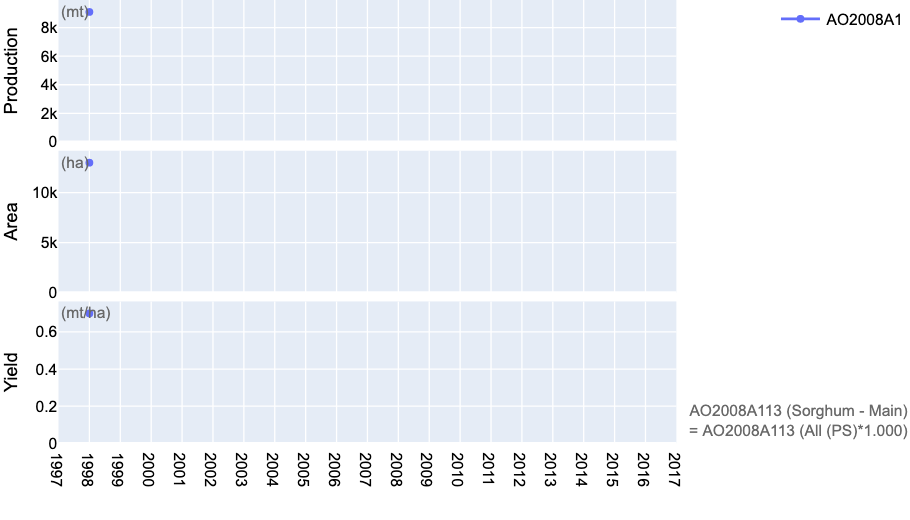 (mt)
8k
6k
4k
2k
0
Production
AO2008A1
(ha)
10k
5k
0
Area
(mt/ha)
0.6
0.4
0.2
0
Yield
AO2008A113 (Sorghum - Main)
= AO2008A113 (All (PS)*1.000)
1997
1998
1999
2000
2001
2002
2003
2004
2005
2006
2007
2008
2009
2010
2011
2012
2013
2014
2015
2016
2017